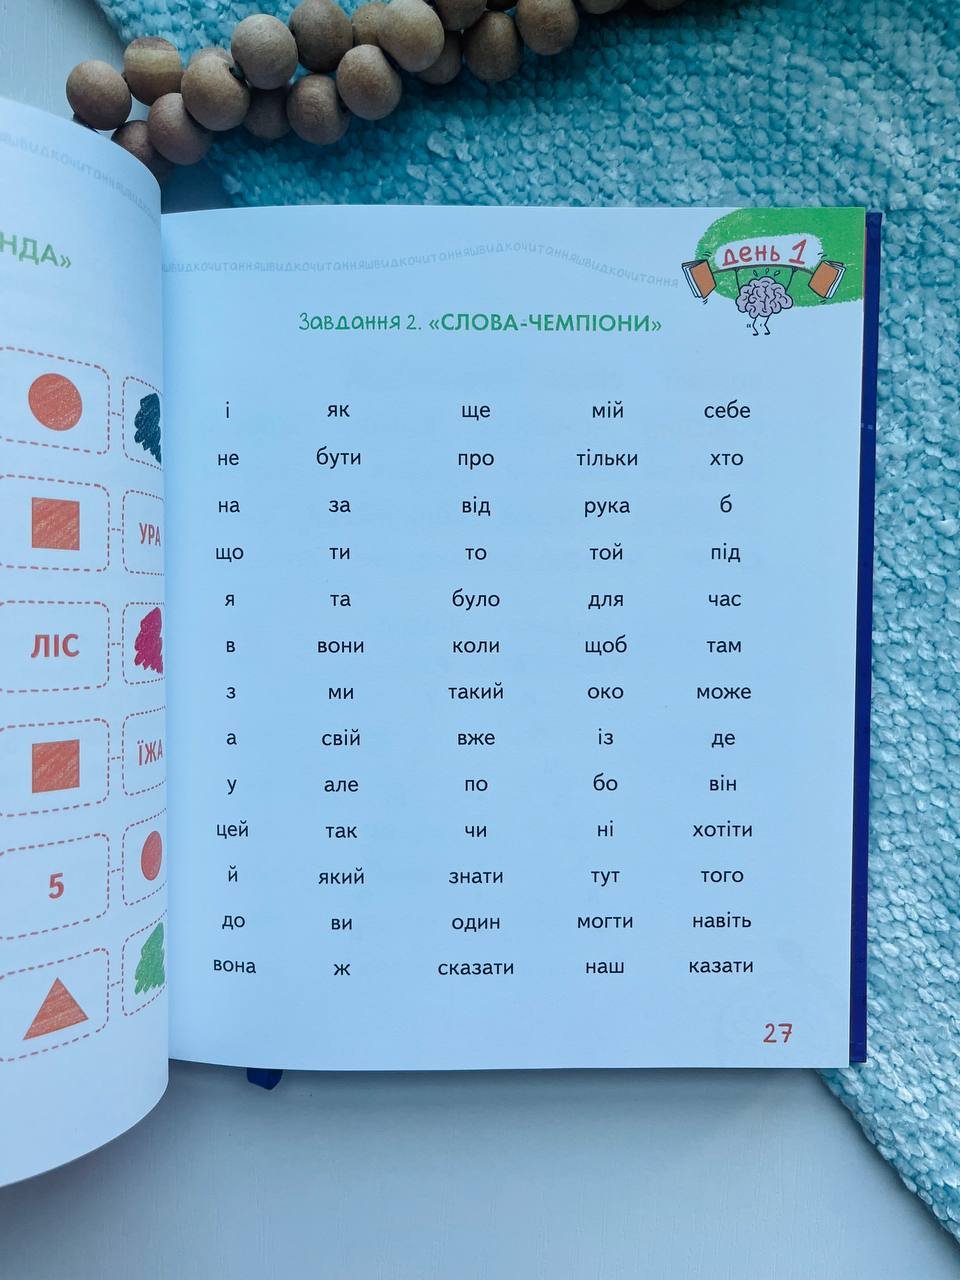 НДА»
УРА
ЛІС
ЇЖА
5
швидкочитанняшвидкочитанняшвидкочитанняшвидкочитанняшвидкочитання
день 1
Завдання 2. «СЛОВА-ЧЕМПІОНИ»
і як ще мій себе
не бути про тільки хто
на за від рука б
що ти то той під
я та було для час
в вони коли щоб там
з ми такий око може
а свій вже із де
у але по бо він
цей так чи ні хотіти
й який знати тут того
до ви один могти навіть
вона ж сказати наш казати
27